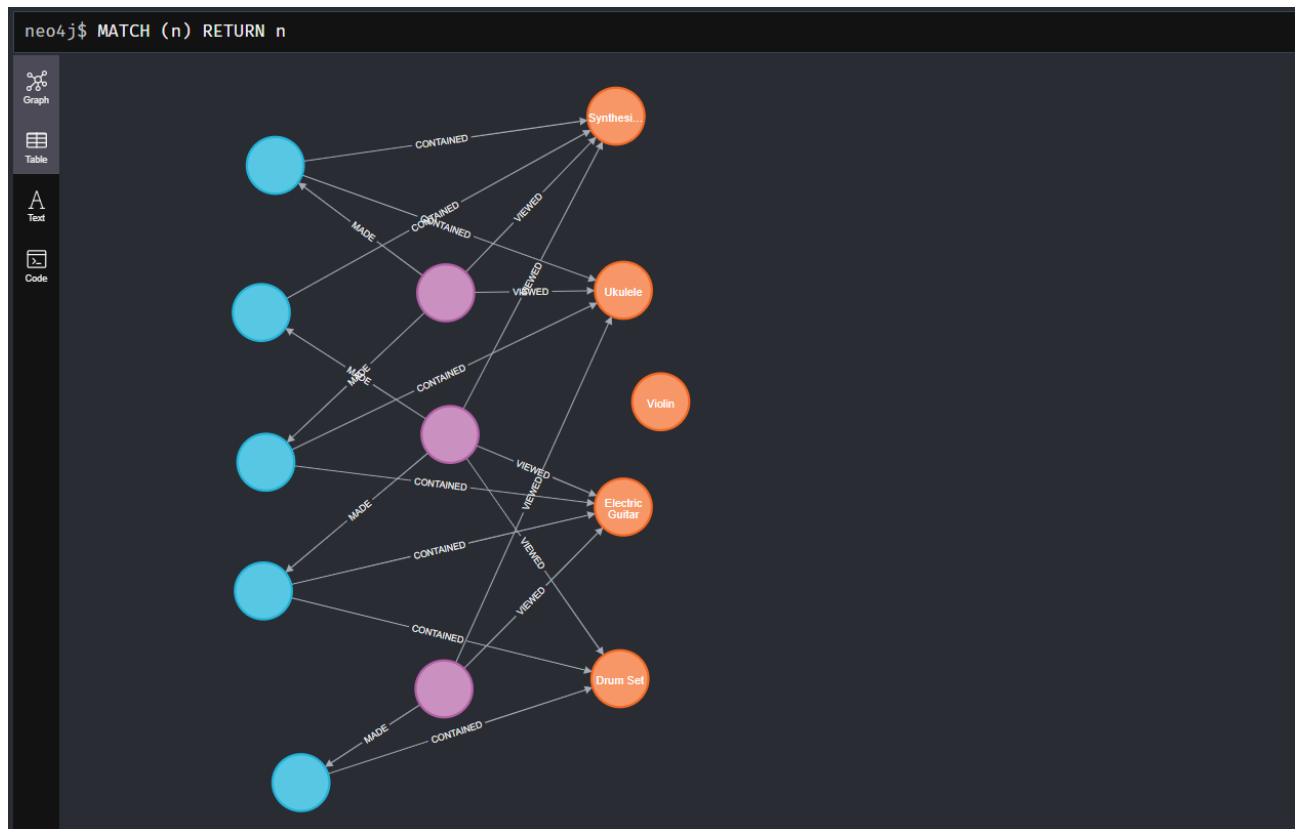 neo4j$ MATCH (n) RETURN n
Graph
Table
A
Text
Code
Synthesi...
CONTAINED
CONTAINED
CONTAINED
VIEWED
MADE
VIEWED
VIEWED
Ukulele
MADE
MADE
CONTAINED
Violin
VIEWED
CONTAINED
VIEWED
Electric
Guitar
MADE
CONTAINED
VIEWED
VIEWED
CONTAINED
Drum Set
MADE
CONTAINED